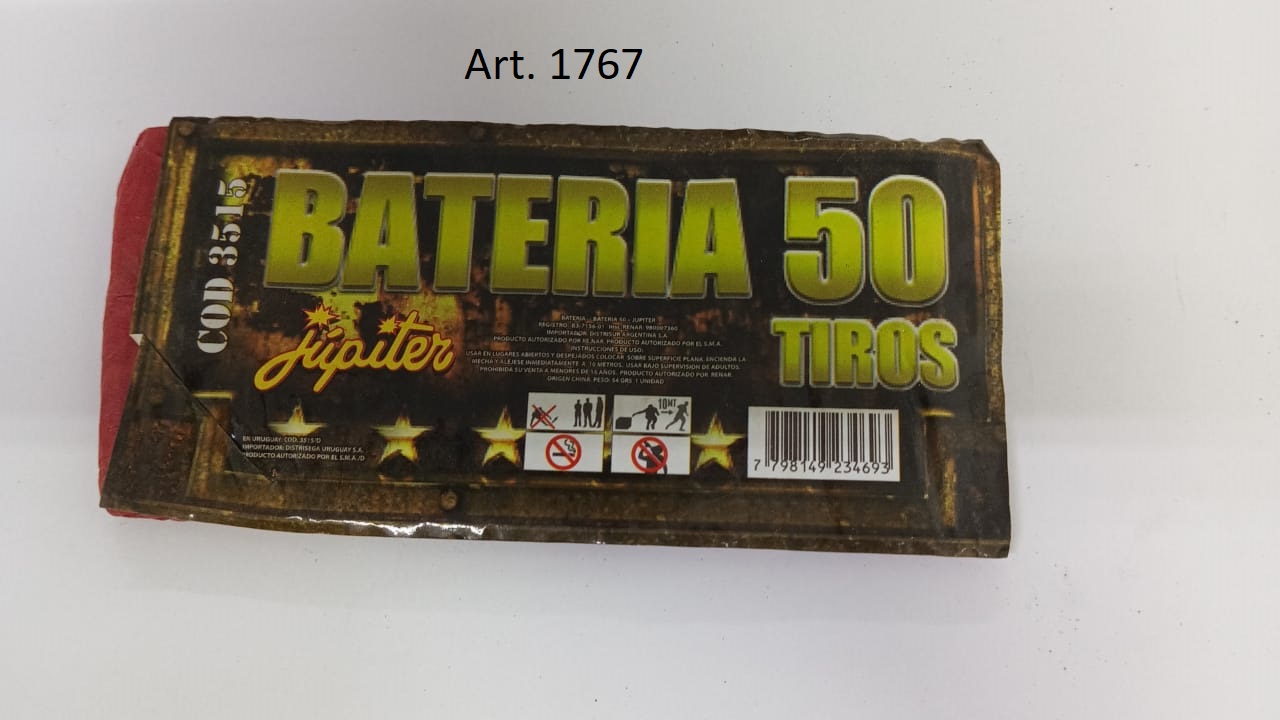 Art. 1767
COD 3515
BATERIA 50
TIROS
júpiter
BATERIA - BATERIA 50 - JUPITER
IMPORTADOR: DISTRISUR ARGENTINA S.A.
PRODUCTO AUTORIZADO POR RENAR. PRODUCTO AUTORIZADO POR EL S.M.A.
INSTRUCCIONES DE USO:
USAR EN LUGARES ABIERTOS Y DESPEJADOS COLOCAR SOBRE SUPERFICIE PLANA, ENCIENDA LA
MECHA Y ALEJESE INMEDIATAMENTE A 10 METROS. USAR BAJO SUPERVISION DE ADULTOS.
PROHIBIDA SU VENTA A MENORES DE 16 AÑOS. PRODUCTO AUTORIZADO POR RENAR.
ORIGEN CHINA. PESO: 54 GRS 1 UNIDAD
10MT
EN URUGUAY: COD. 3515/D
IMPORTADOR: DISTRISEGA URUGUAY S.A.
PRODUCTO AUTORIZADO POR EL S.M.A./D
7 798149 234693